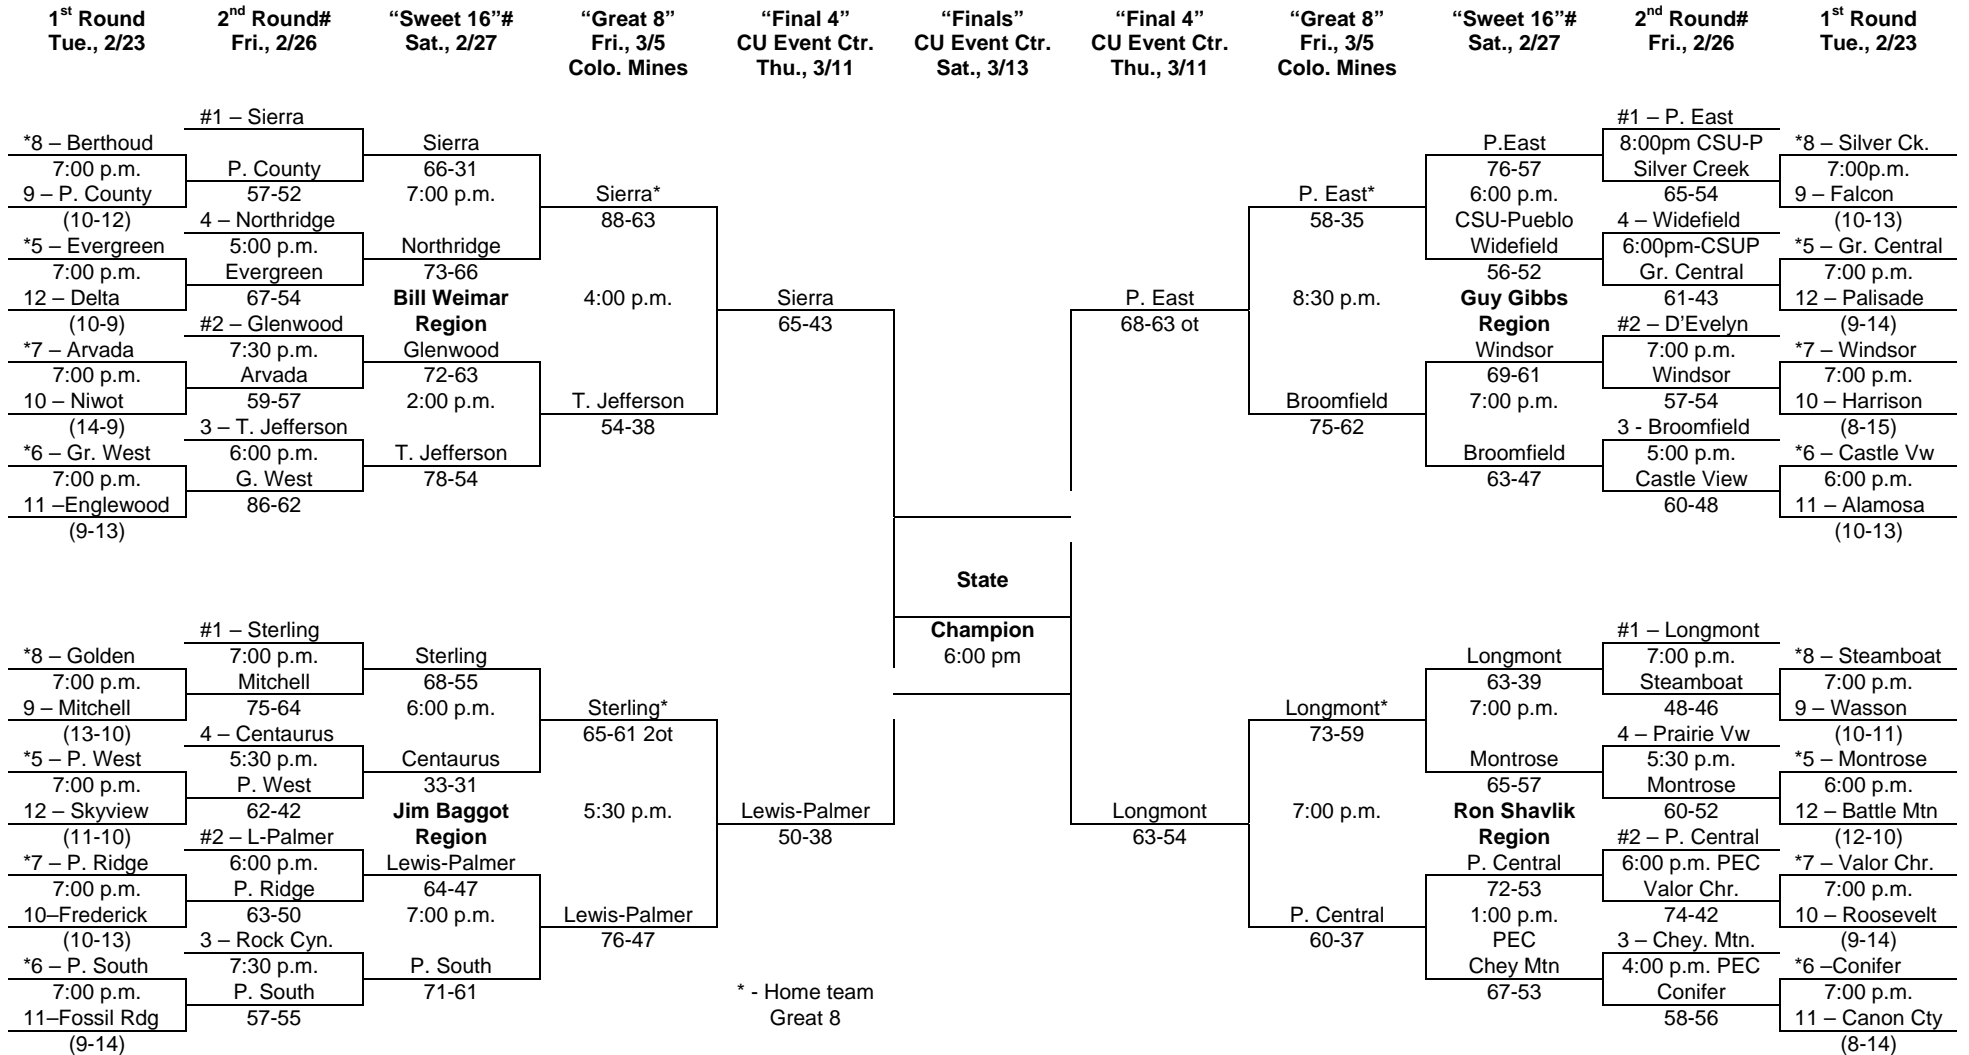 1st Round
Tue., 2/23
2nd Round#
Fri., 2/26
“Sweet 16”#
Sat., 2/27
“Great 8”
Fri., 3/5
Colo. Mines
“Final 4”
CU Event Ctr.
Thu., 3/11
“Finals”
CU Event Ctr.
Sat., 3/13
“Final 4”
CU Event Ctr.
Thu., 3/11
“Great 8”
Fri., 3/5
Colo. Mines
“Sweet 16”#
Sat., 2/27
2nd Round#
Fri., 2/26
1st Round
Tue., 2/23
*8 – Berthoud
7:00 p.m.
9 – P. County
(10-12)
*5 – Evergreen
7:00 p.m.
12 – Delta
(10-9)
*7 – Arvada
7:00 p.m.
10 – Niwot
(14-9)
*6 – Gr. West
7:00 p.m.
11 –Englewood
(9-13)
#1 – Sierra
P. County
57-52
4 – Northridge
5:00 p.m.
Evergreen
67-54
#2 – Glenwood
7:30 p.m.
Arvada
59-57
3 – T. Jefferson
6:00 p.m.
G. West
86-62
Sierra
66-31
7:00 p.m.
Northridge
73-66
Bill Weimar
Region
Glenwood
72-63
2:00 p.m.
T. Jefferson
78-54
Sierra*
88-63
4:00 p.m.
T. Jefferson
54-38
Sierra
65-43
P. East
68-63 ot
P. East*
58-35
8:30 p.m.
Broomfield
75-62
P.East
76-57
6:00 p.m.
CSU-Pueblo
Widefield
56-52
Guy Gibbs
Region
Windsor
69-61
7:00 p.m.
Broomfield
63-47
#1 – P. East
8:00pm CSU-P
Silver Creek
65-54
4 – Widefield
6:00pm-CSUP
Gr. Central
61-43
#2 – D’Evelyn
7:00 p.m.
Windsor
57-54
3 - Broomfield
5:00 p.m.
Castle View
60-48
*8 – Silver Ck.
7:00p.m.
9 – Falcon
(10-13)
*5 – Gr. Central
7:00 p.m.
12 – Palisade
(9-14)
*7 – Windsor
7:00 p.m.
10 – Harrison
(8-15)
*6 – Castle Vw
6:00 p.m.
11 – Alamosa
(10-13)
State
Champion
6:00 pm
*8 – Golden
7:00 p.m.
9 – Mitchell
(13-10)
*5 – P. West
7:00 p.m.
12 – Skyview
(11-10)
*7 – P. Ridge
7:00 p.m.
10–Frederick
(10-13)
*6 – P. South
7:00 p.m.
11–Fossil Rdg
(9-14)
#1 – Sterling
7:00 p.m.
Mitchell
75-64
4 – Centaurus
5:30 p.m.
P. West
62-42
#2 – L-Palmer
6:00 p.m.
P. Ridge
63-50
3 – Rock Cyn.
7:30 p.m.
P. South
57-55
Sterling
68-55
6:00 p.m.
Centaurus
33-31
Jim Baggot
Region
Lewis-Palmer
64-47
7:00 p.m.
P. South
71-61
Sterling*
65-61 2ot
5:30 p.m.
Lewis-Palmer
76-47
Lewis-Palmer
50-38
* - Home team
Great 8
Longmont
63-54
Longmont*
73-59
7:00 p.m.
P. Central
60-37
Longmont
63-39
7:00 p.m.
Montrose
65-57
Ron Shavlik
Region
P. Central
72-53
1:00 p.m.
PEC
Chey Mtn
67-53
#1 – Longmont
7:00 p.m.
Steamboat
48-46
4 – Prairie Vw
5:30 p.m.
Montrose
60-52
#2 – P. Central
6:00 p.m. PEC
Valor Chr.
74-42
3 – Chey. Mtn.
4:00 p.m. PEC
Conifer
58-56
*8 – Steamboat
7:00 p.m.
9 – Wasson
(10-11)
*5 – Montrose
6:00 p.m.
12 – Battle Mtn
(12-10)
*7 – Valor Chr.
7:00 p.m.
10 – Roosevelt
(9-14)
*6 –Conifer
7:00 p.m.
11 – Canon Cty
(8-14)